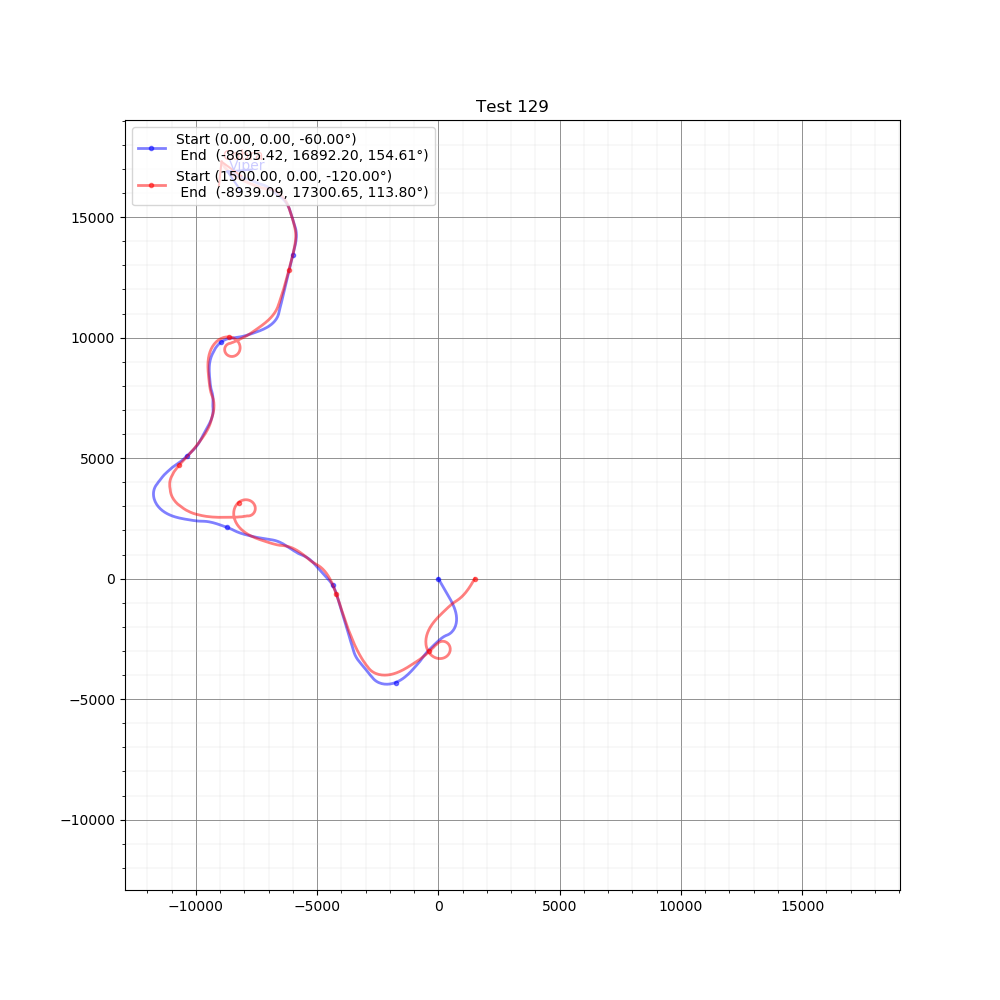 Test 129
Start (0.00, 0.00, -60.00°)
End (-8695.42, 16892.20, 154.61°)
Viper
Start (1500.00, 0.00, -120.00°)
End (-8939.09, 17300.65, 113.80°)
15000
10000
5000
0
−5000
−10000
−10000 −5000 0 5000 10000 15000